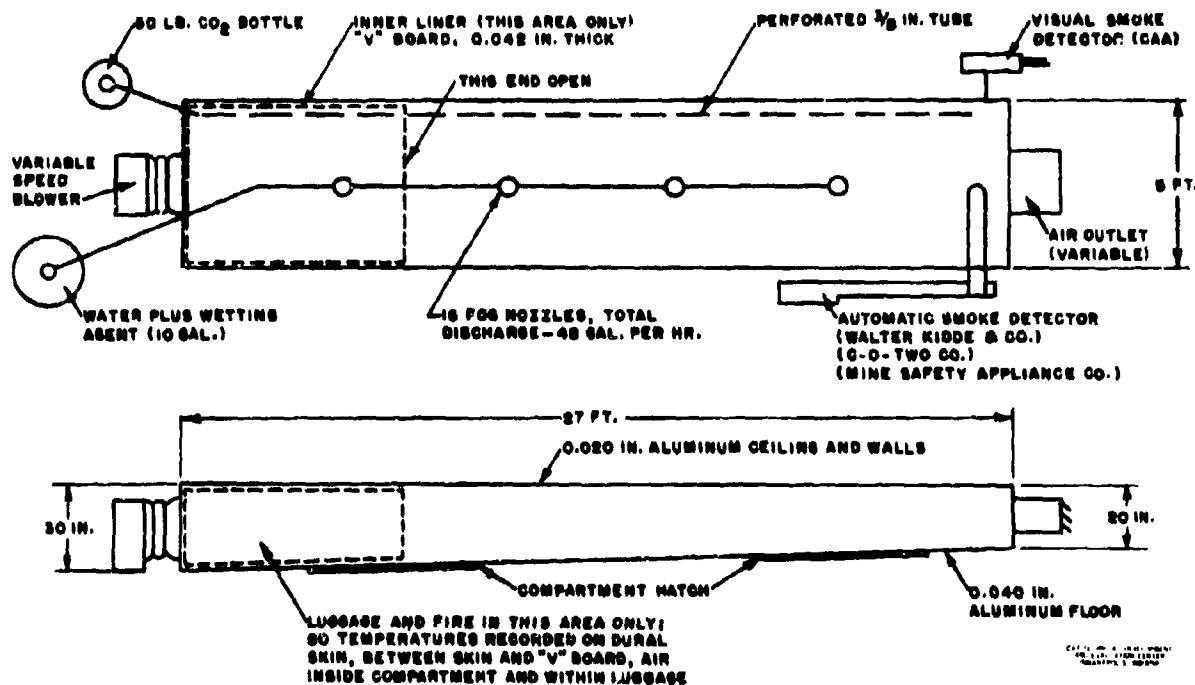 50 LB. CO2 BOTTLE
INNER LINER (THIS AREA ONLY)
"V" BOARD, 0.042 IN. THICK
PERFORATED 3/8 IN. TUBE
VISUAL SMOKE
DETECTOR (CAA)
THIS END OPEN
VARIABLE
SPEED
BLOWER
5 FT.
AIR OUTLET
(VARIABLE)
WATER PLUS WETTING
AGENT (10 GAL.)
16 FOG NOZZLES, TOTAL
DISCHARGE-48 GAL. PER HR.
AUTOMATIC SMOKE DETECTOR
(WALTER KIDDE & CO.)
(C-O-TWO CO.)
(MINE SAFETY APPLIANCE CO.)
27 FT.
0.020 IN. ALUMINUM CEILING AND WALLS
30 IN.
20 IN.
COMPARTMENT HATCH
0.040 IN.
ALUMINUM FLOOR
LUGGAGE AND FIRE IN THIS AREA ONLY;
TEMPERATURES RECORDED ON DURAL
SKIN, BETWEEN SKIN AND "V" BOARD, AIR
INSIDE COMPARTMENT AND WITHIN LUGGAGE